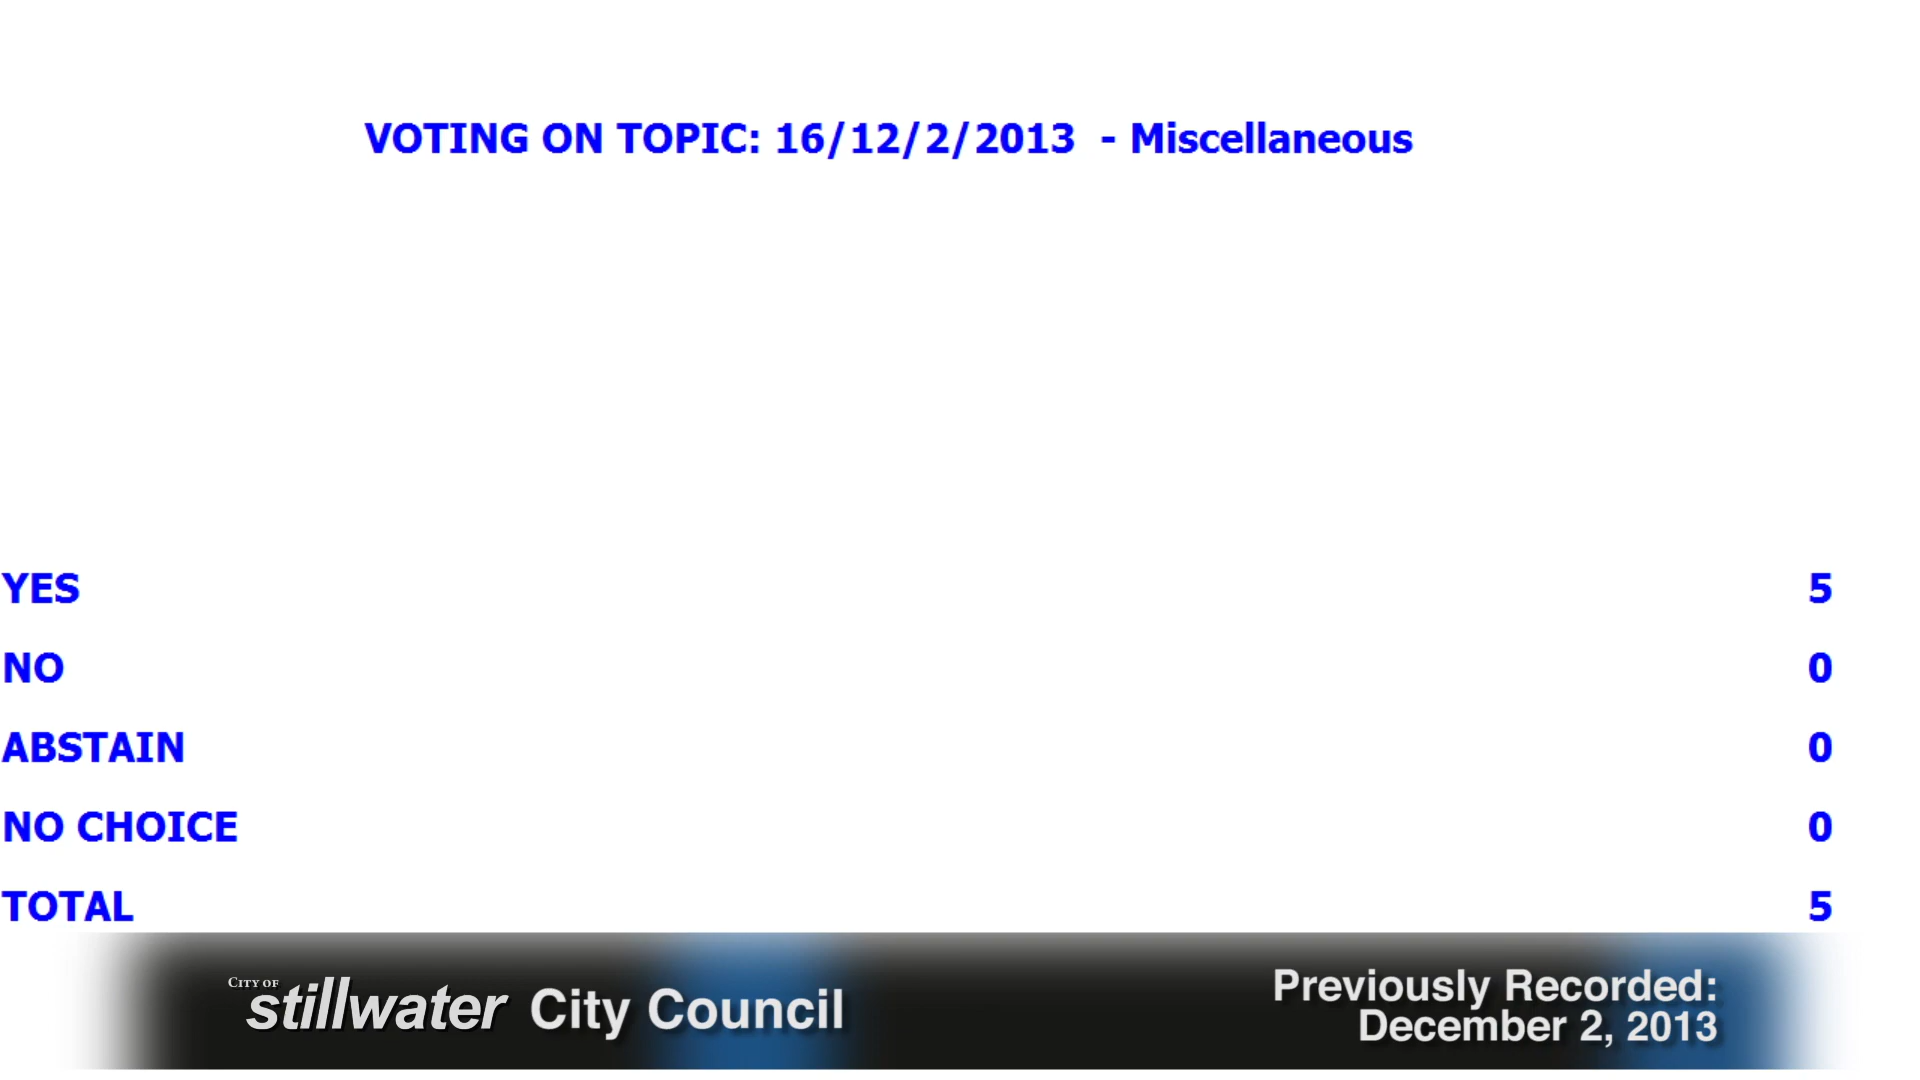 VOTING ON TOPIC: 16/12/2/2013 - Miscellaneous
YES 5
NO 0
ABSTAIN 0
NO CHOICE 0
TOTAL 5
CITY OF
stillwater City Council
Previously Recorded:
December 2, 2013